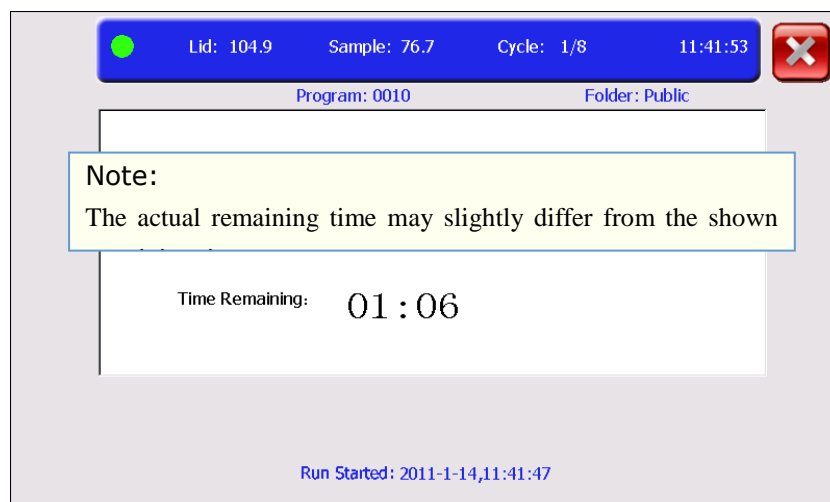 Lid: 104.9 Sample: 76.7 Cycle: 1/8 11:41:53
Program: 0010 Folder: Public
Note:
The actual remaining time may slightly differ from the shown
Time Remaining: 01:06
Run Started: 2011-1-14,11:41:47